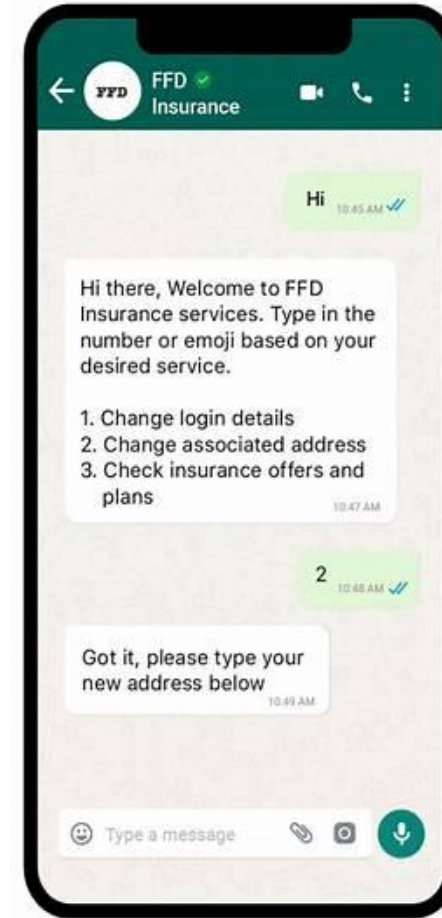 FFD
FFD
Insurance
Hi
10:45 AM
Hi there, Welcome to FFD
Insurance services. Type in the
number or emoji based on your
desired service.
1. Change login details
2. Change associated address
3. Check insurance offers and
plans
10:47 AM
2
10:48 AM
Got it, please type your
new address below
10:49 AM
Type a message